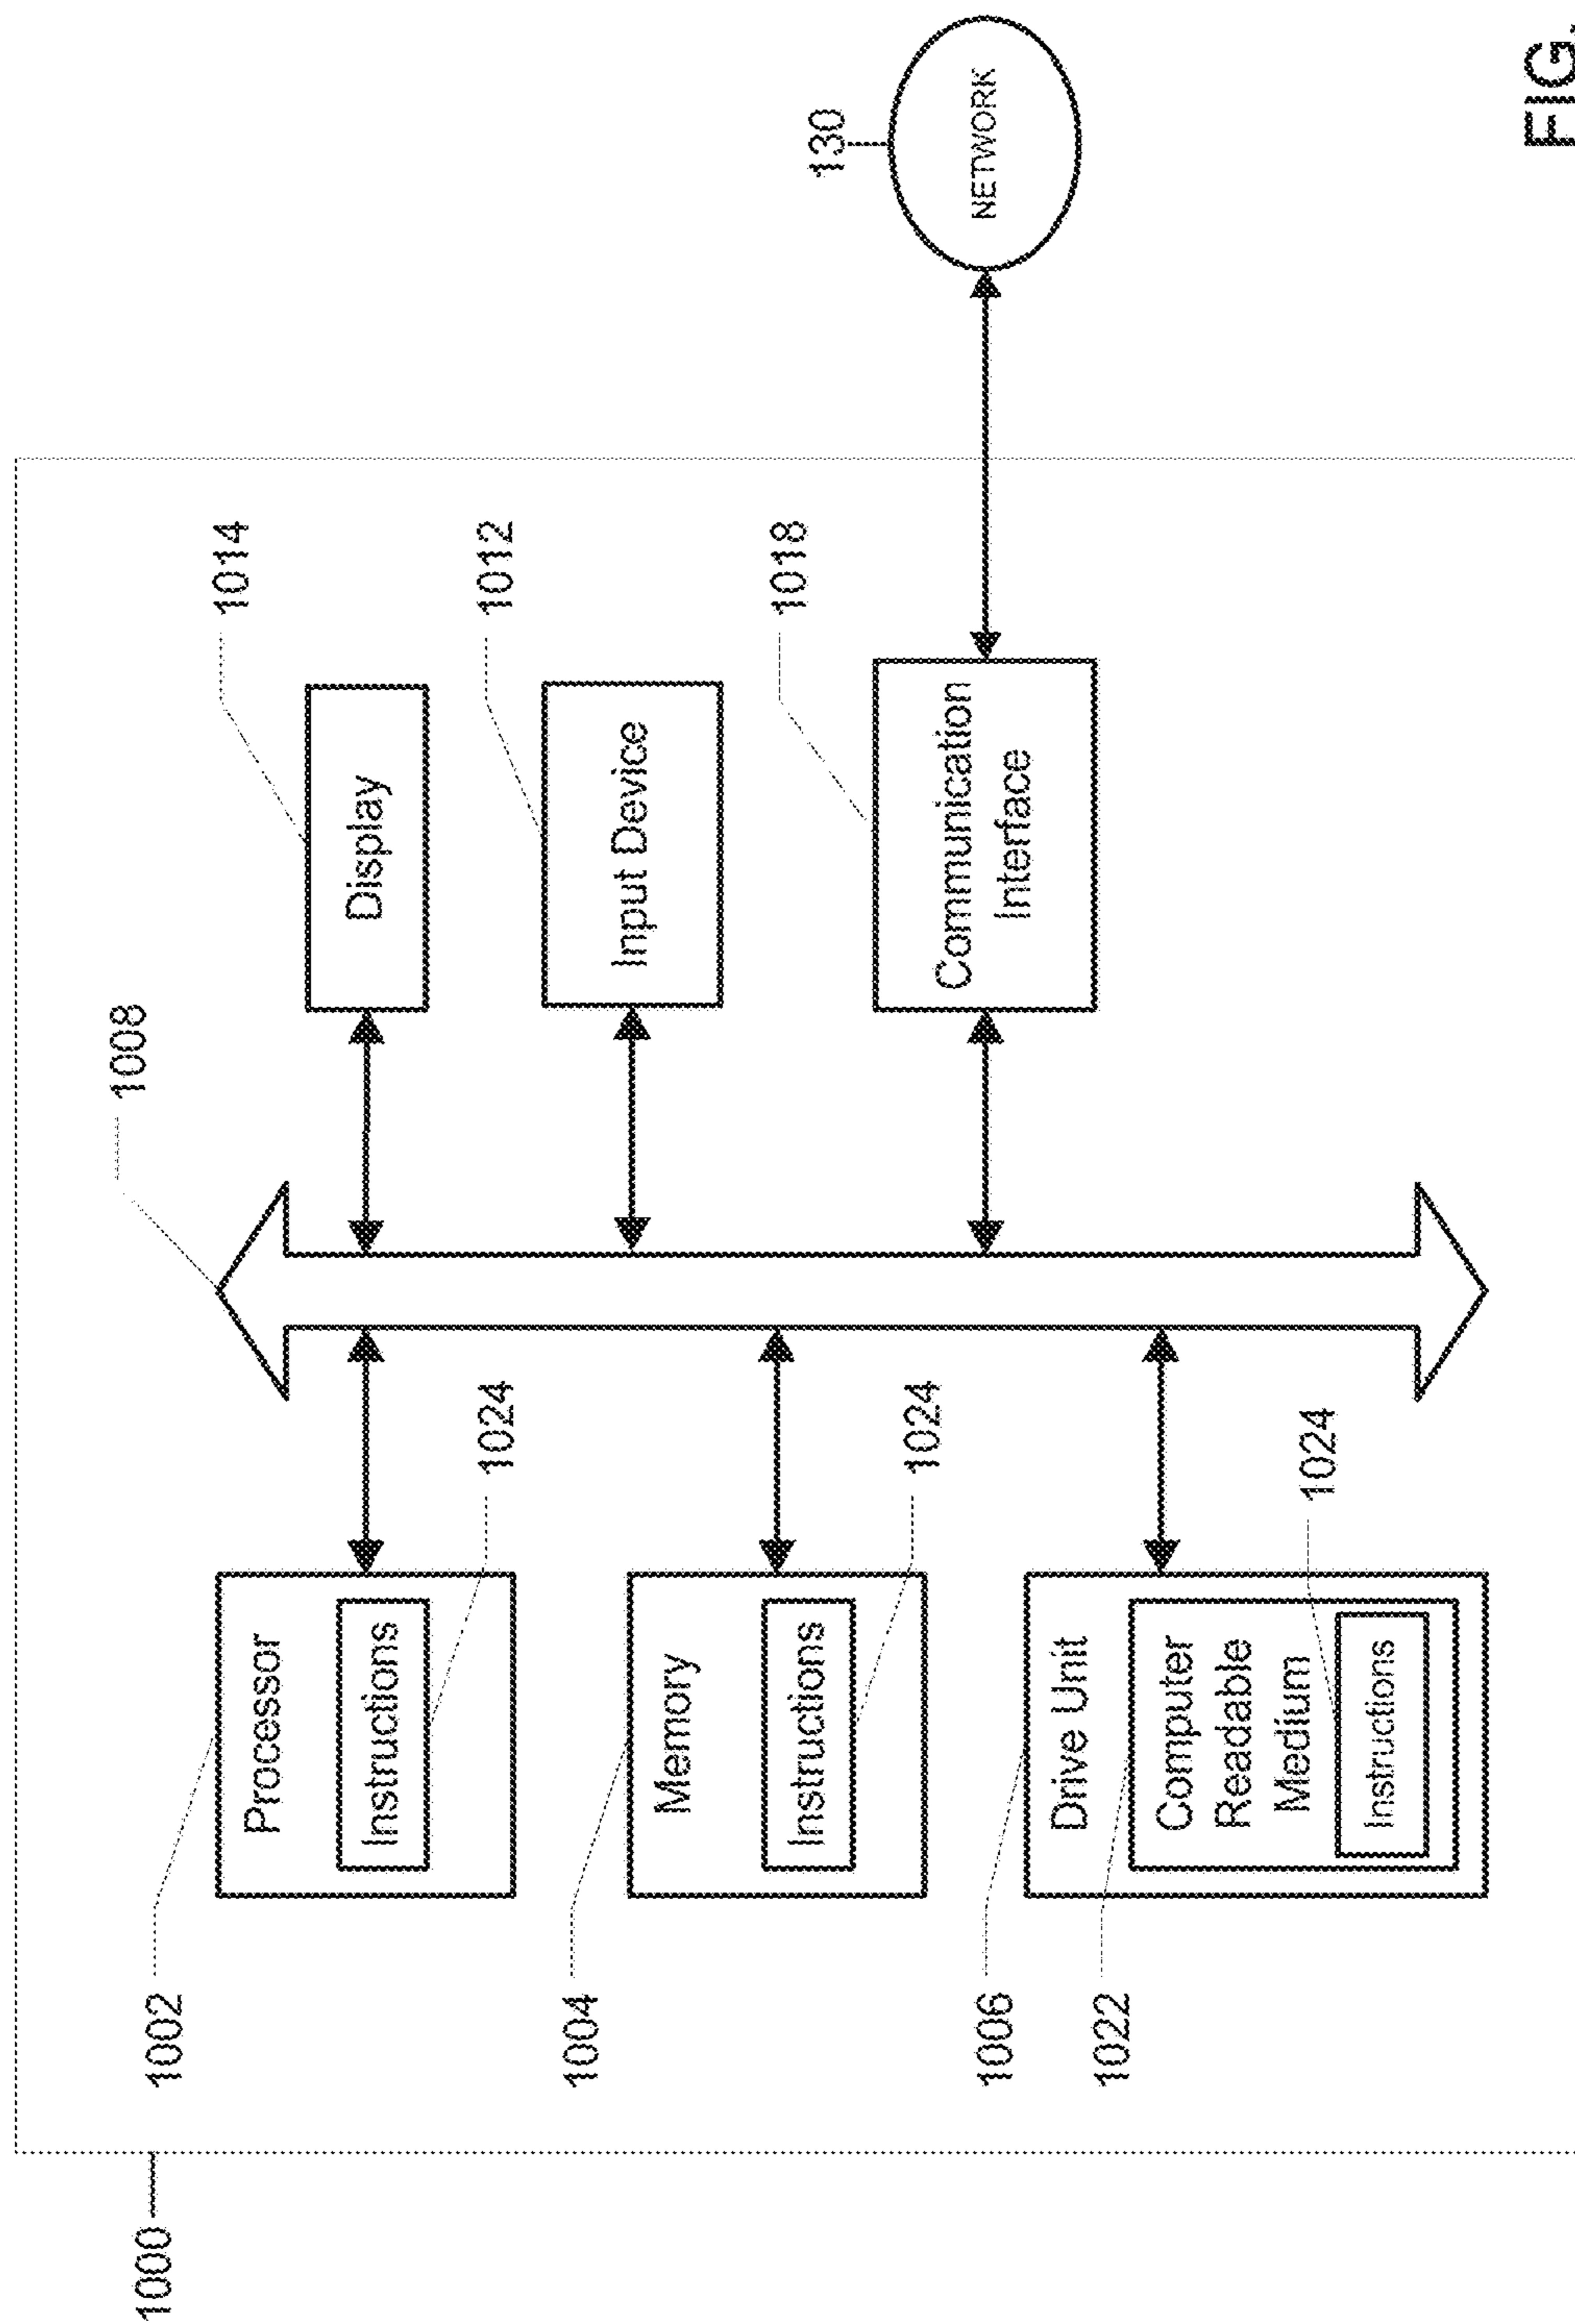 1000
1002
Processor
Instructions
1024
1004
Memory
Instructions
1024
1006
Drive Unit
1022
Computer
Readable
Medium
Instructions
1024
1008
1014
Display
1012
Input Device
1018
Communication
Interface
130
NETWORK
FIG.